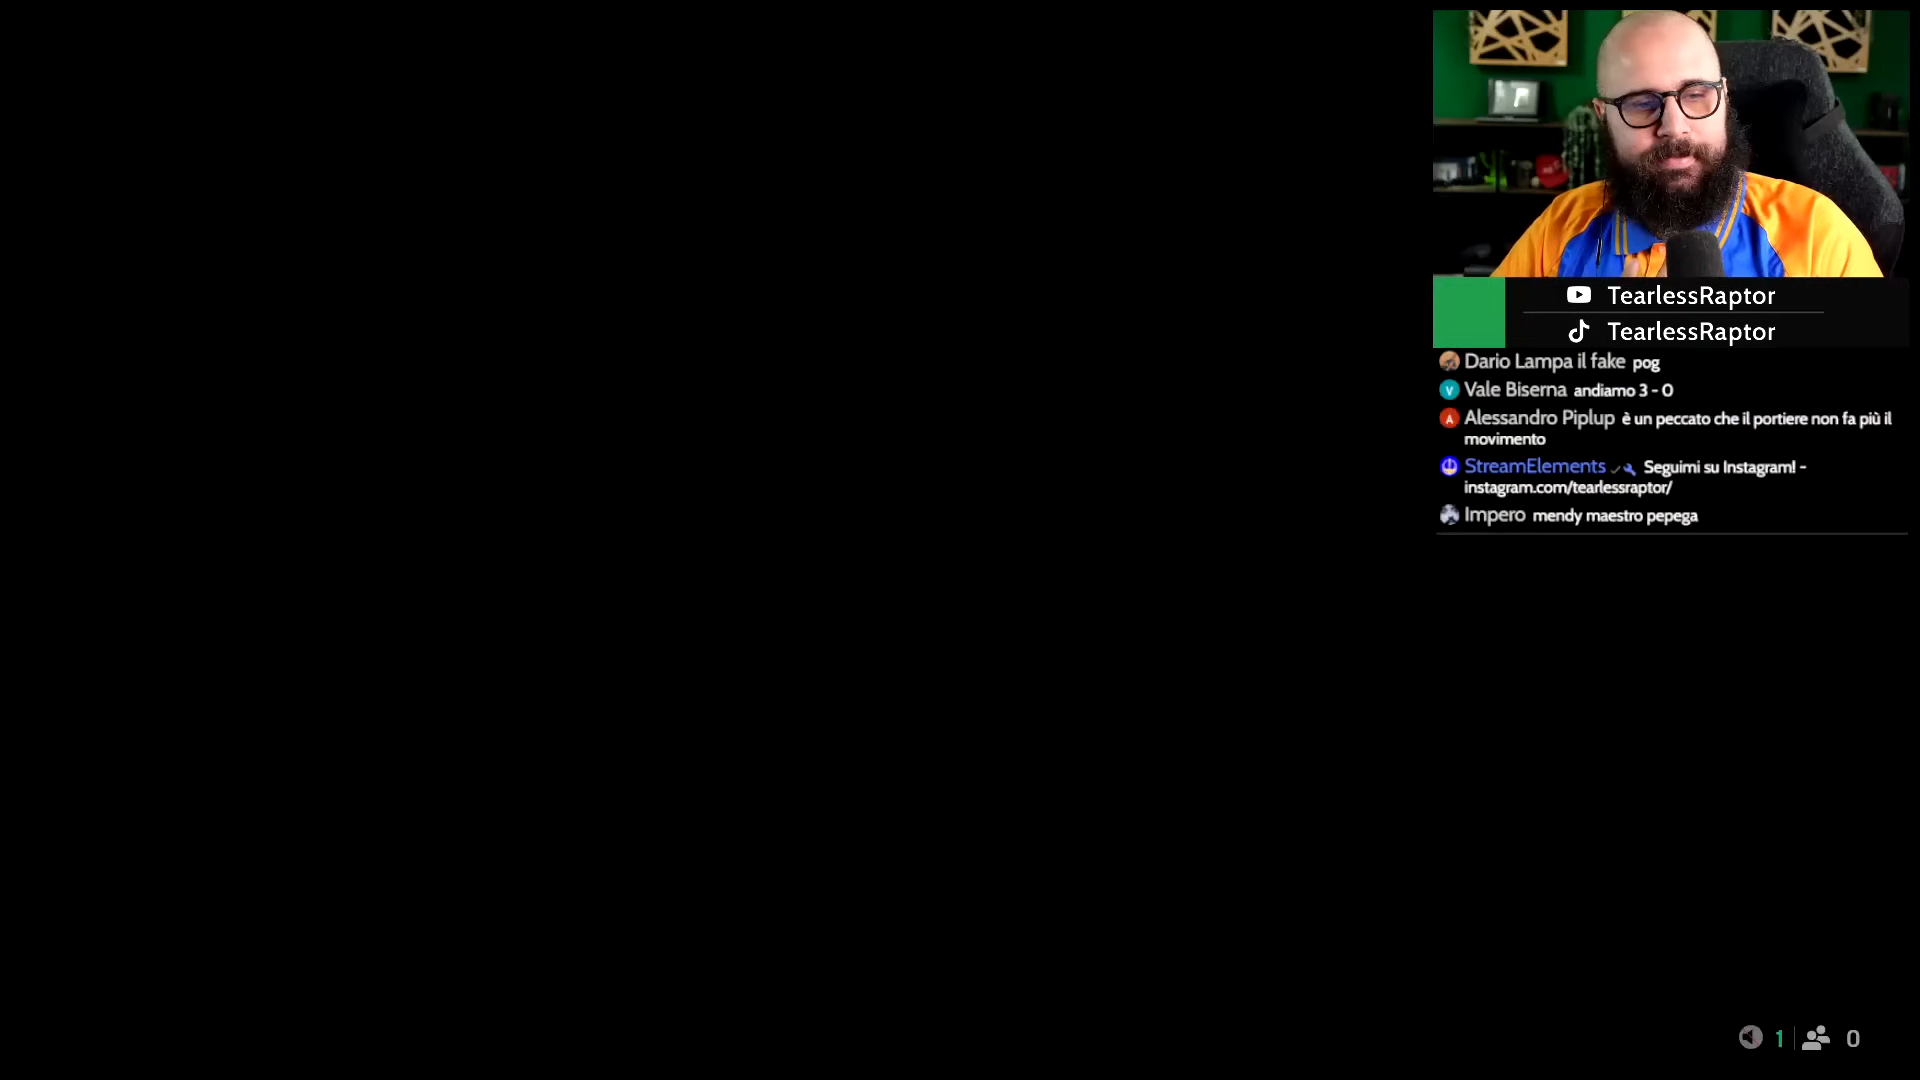 TearlessRaptor
TearlessRaptor
Dario Lampa il fake pog
V Vale Biserna andiamo 3 - 0
A Alessandro Piplup è un peccato che il portiere non fa più il
movimento
StreamElements Seguimi su Instagram! -
instagram.com/tearlessraptor/
Impero mendy maestro pepega
1 0